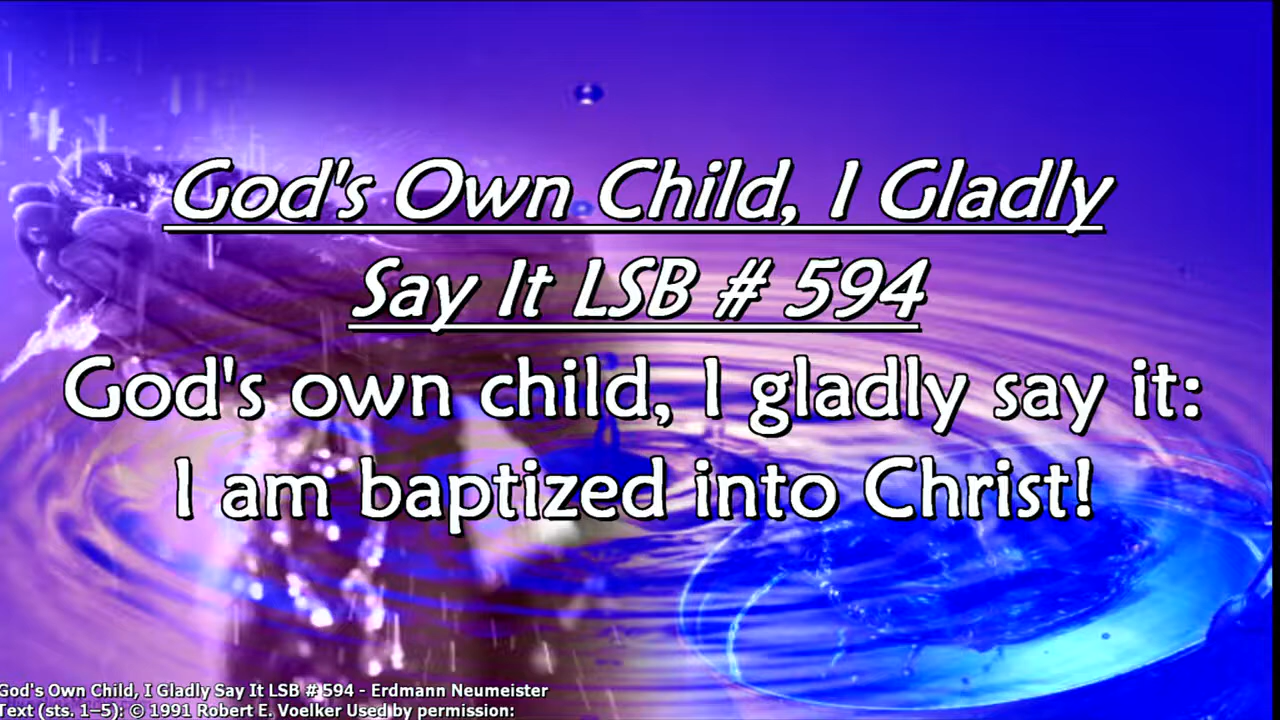 God's Own Child, I Gladly
Say It LSB # 594
God's own child, I gladly say it:
I am baptized into Christ!
God's Own Child, I Gladly Say It LSB # 594 - Erdmann Neumeister
Text (sts. 1–5): © 1991 Robert E. Voelker Used by permission: